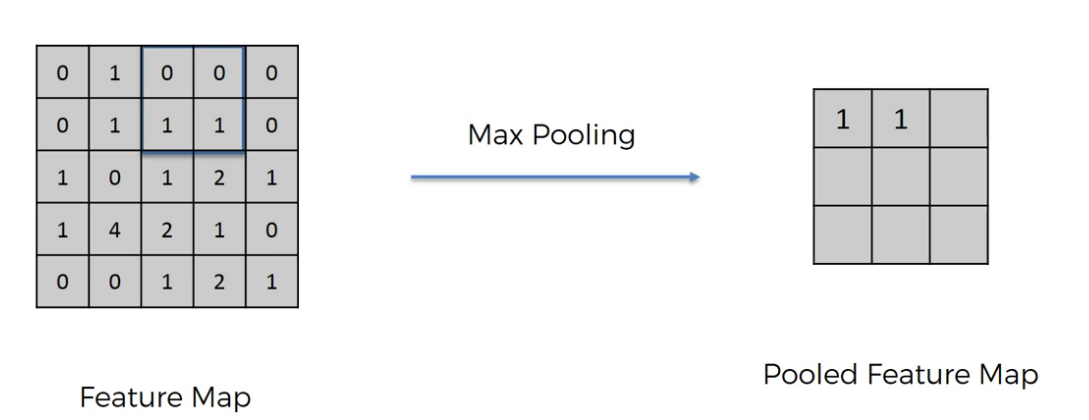 0 1 0 0 0
0 1 1 1 0
1 0 1 2 1
1 4 2 1 0
0 0 1 2 1
Max Pooling
1 1
Feature Map
Pooled Feature Map